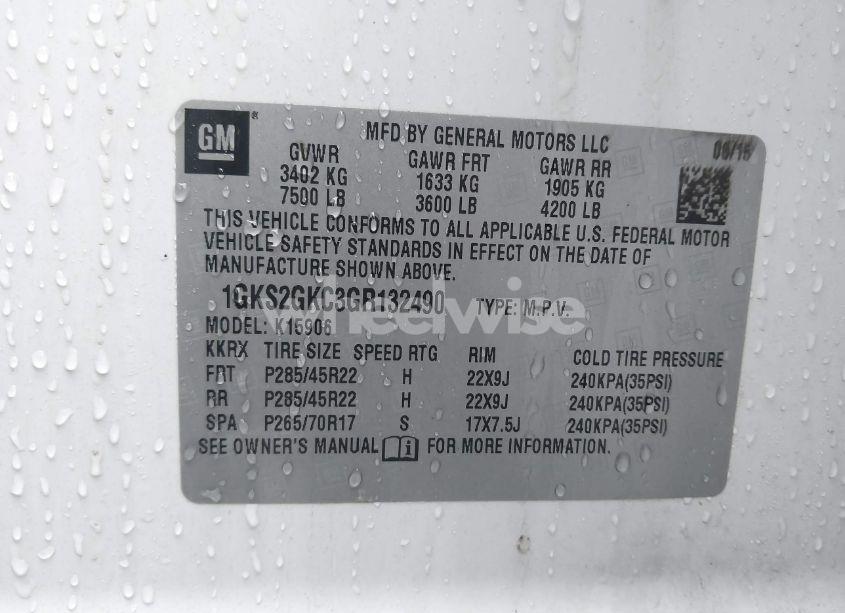 GM ®
MFD BY GENERAL MOTORS LLC
GVWR GAWR FRT GAWR RR
3402 KG 1633 KG 1905 KG
7500 LB 3600 LB 4200 LB
THIS VEHICLE CONFORMS TO ALL APPLICABLE U.S. FEDERAL MOTOR
VEHICLE SAFETY STANDARDS IN EFFECT ON THE DATE OF
MANUFACTURE SHOWN ABOVE.
1GKS2GKC3GR132490 TYPE: M.P.V.
wheelwise
MODEL: K15906
KKRX TIRE SIZE SPEED RTG RIM COLD TIRE PRESSURE
FRT P285/45R22 H 22X9J 240KPA(35PSI)
RR P285/45R22 H 22X9J 240KPA(35PSI)
SPA P265/70R17 S 17X7.5J 240KPA(35PSI)
SEE OWNER'S MANUAL i FOR MORE INFORMATION.